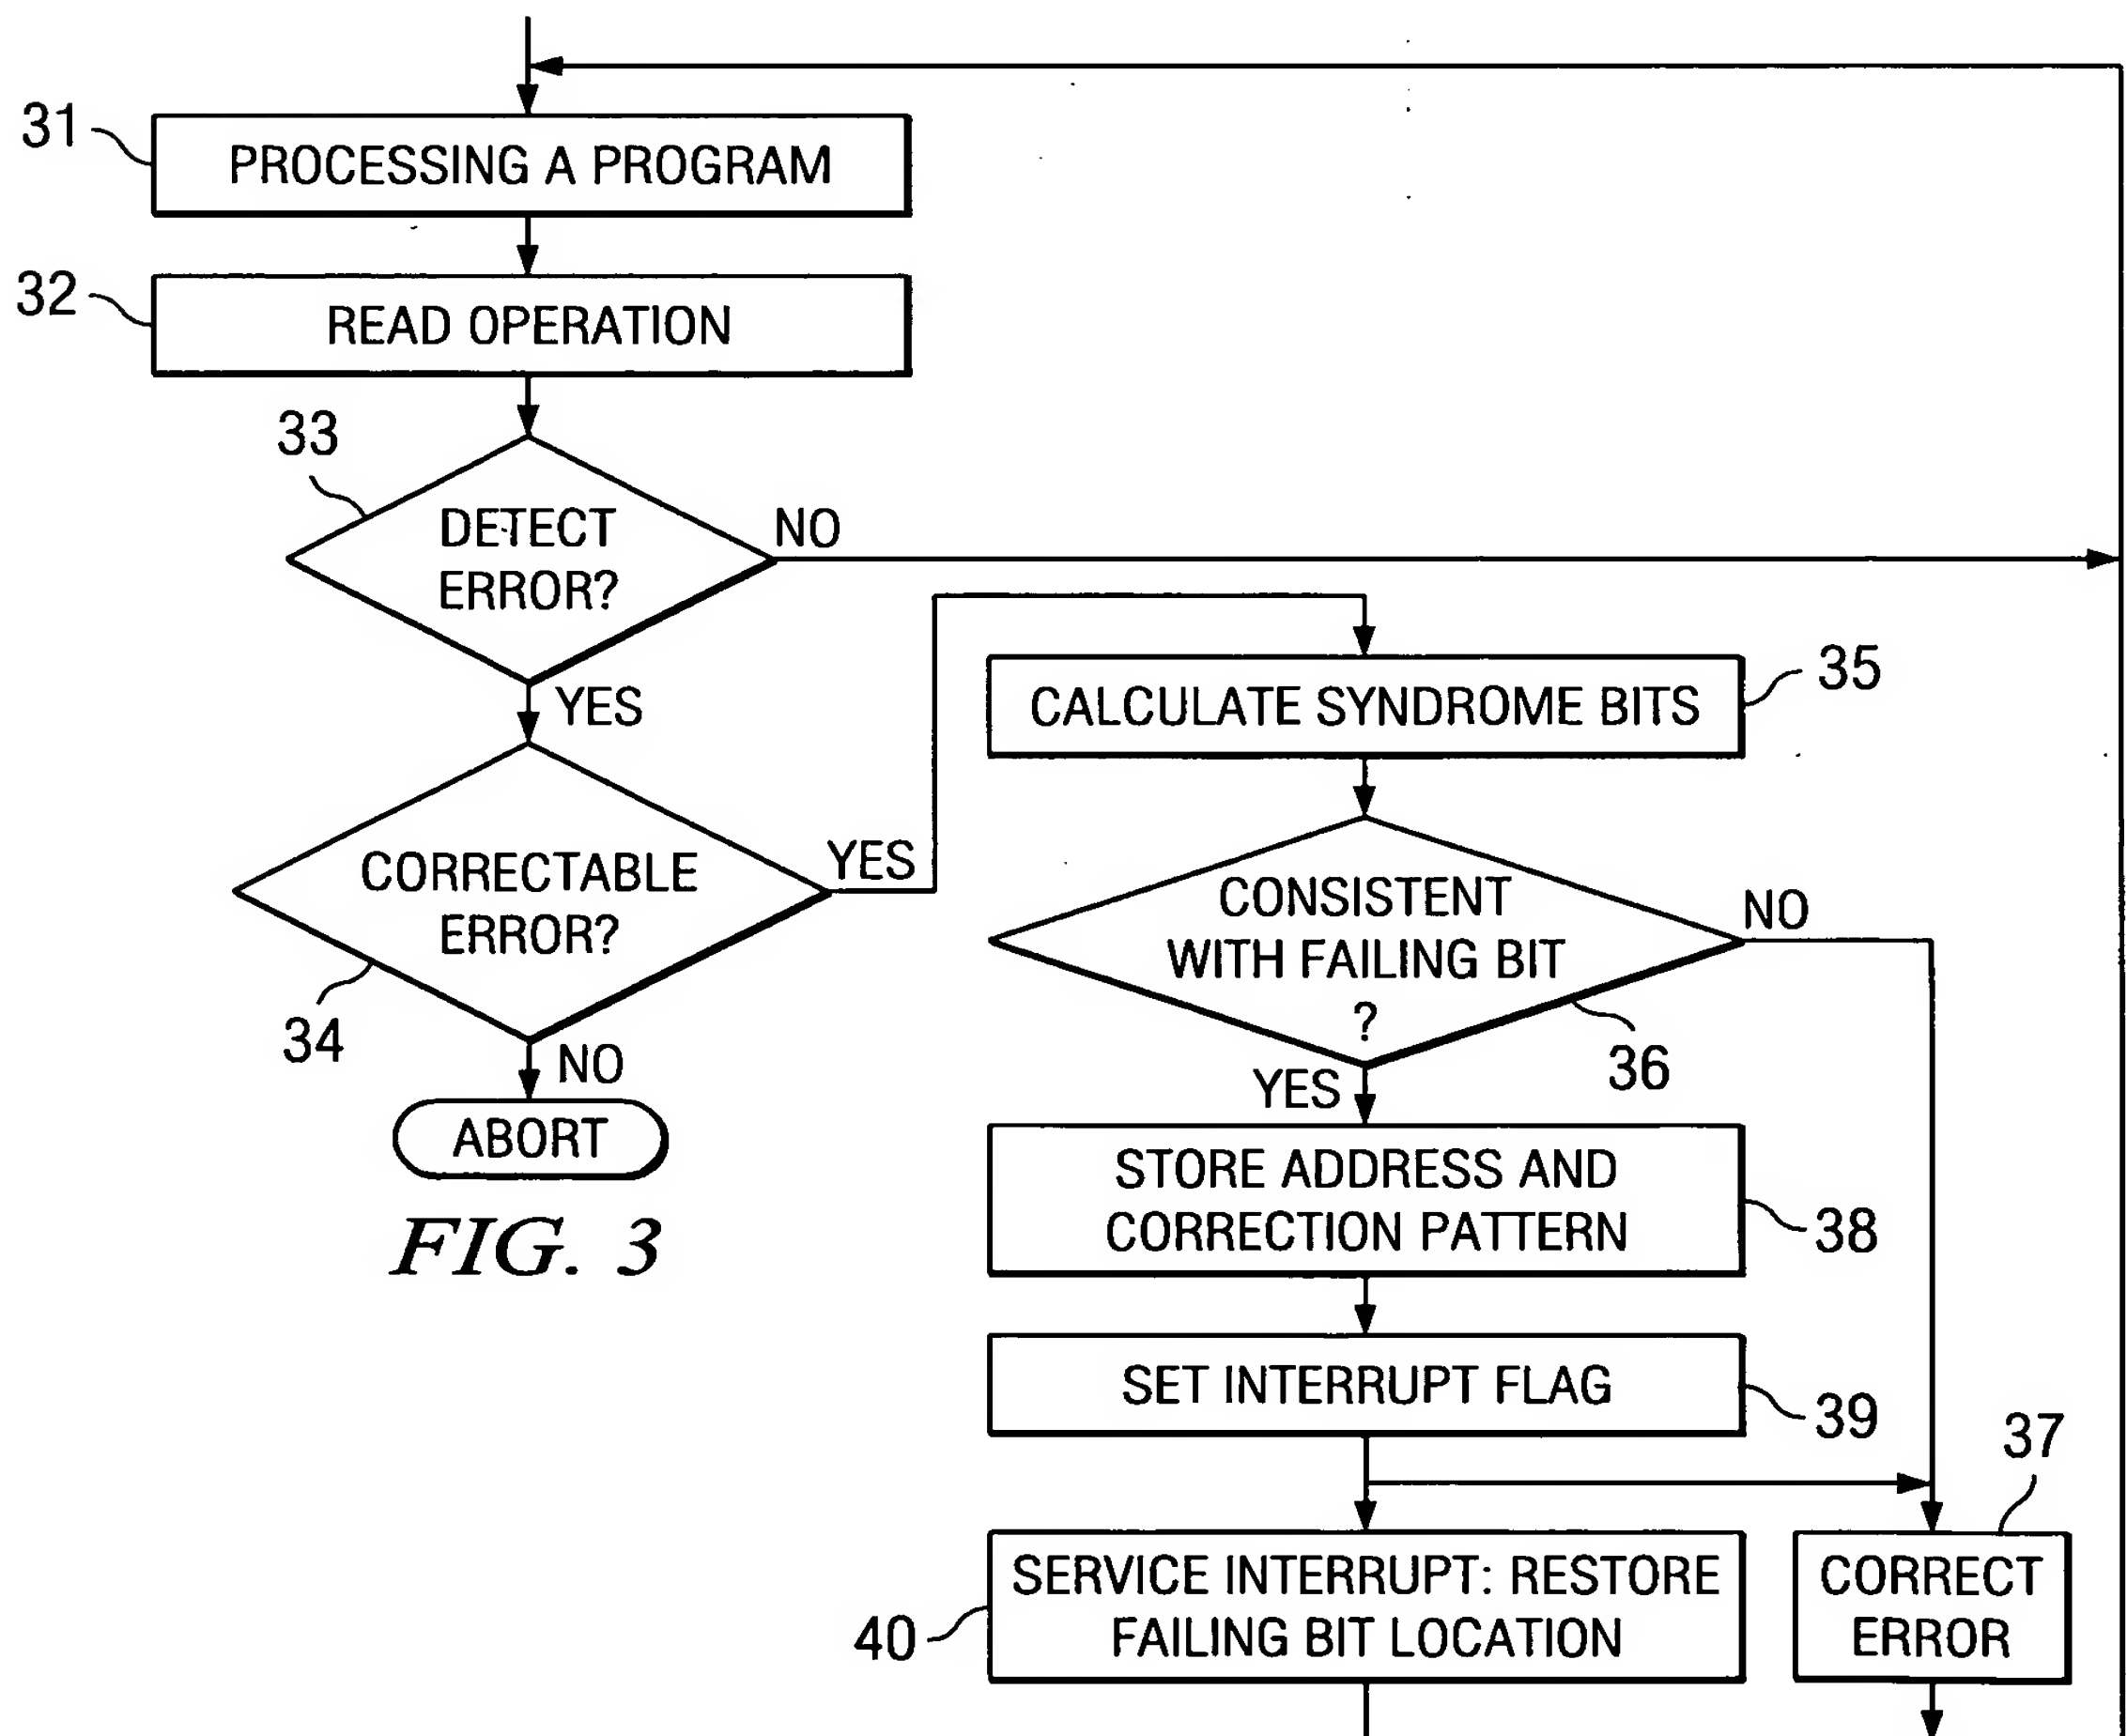 31
PROCESSING A PROGRAM
32
READ OPERATION
33
DETECT
ERROR?
NO
YES
CORRECTABLE
ERROR?
YES
34
NO
ABORT
FIG. 3
CALCULATE SYNDROME BITS
35
CONSISTENT
WITH FAILING BIT
?
NO
36
YES
STORE ADDRESS AND
CORRECTION PATTERN
38
SET INTERRUPT FLAG
39
37
SERVICE INTERRUPT: RESTORE
FAILING BIT LOCATION
40
CORRECT
ERROR